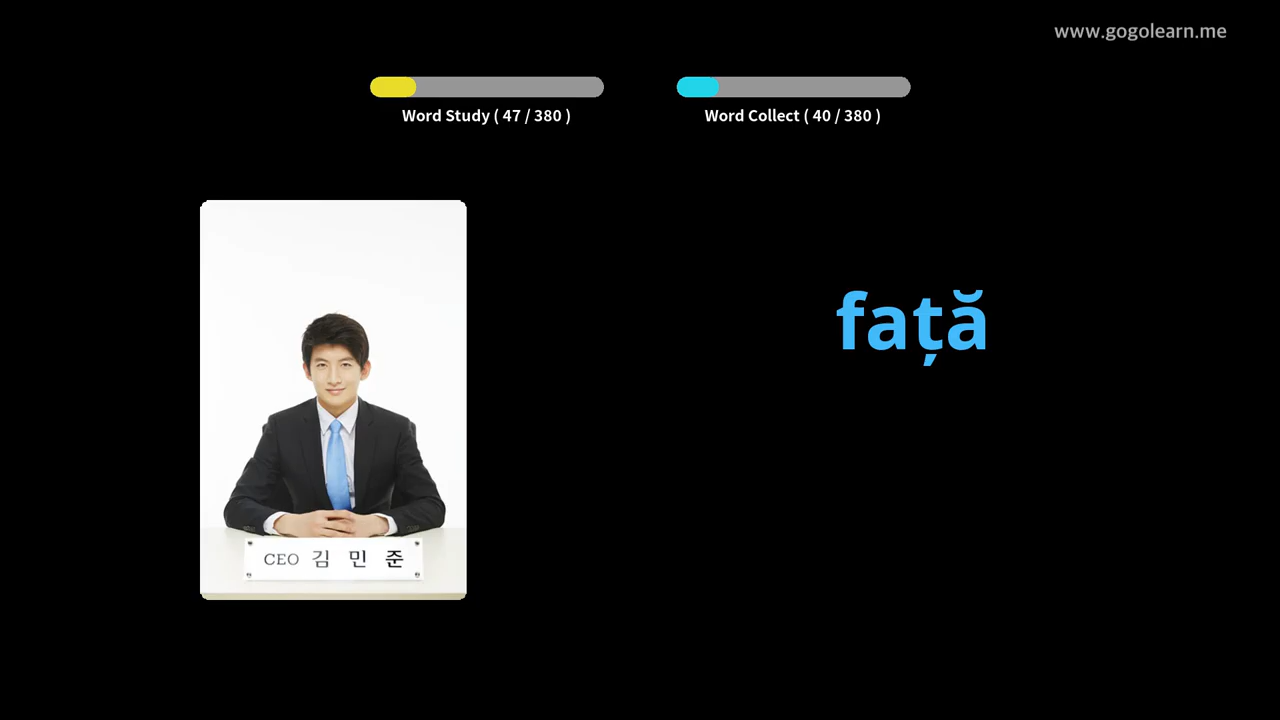 www.gogolearn.me
Word Study ( 47 / 380 )
Word Collect ( 40 / 380 )
față
CEO 김 민 준